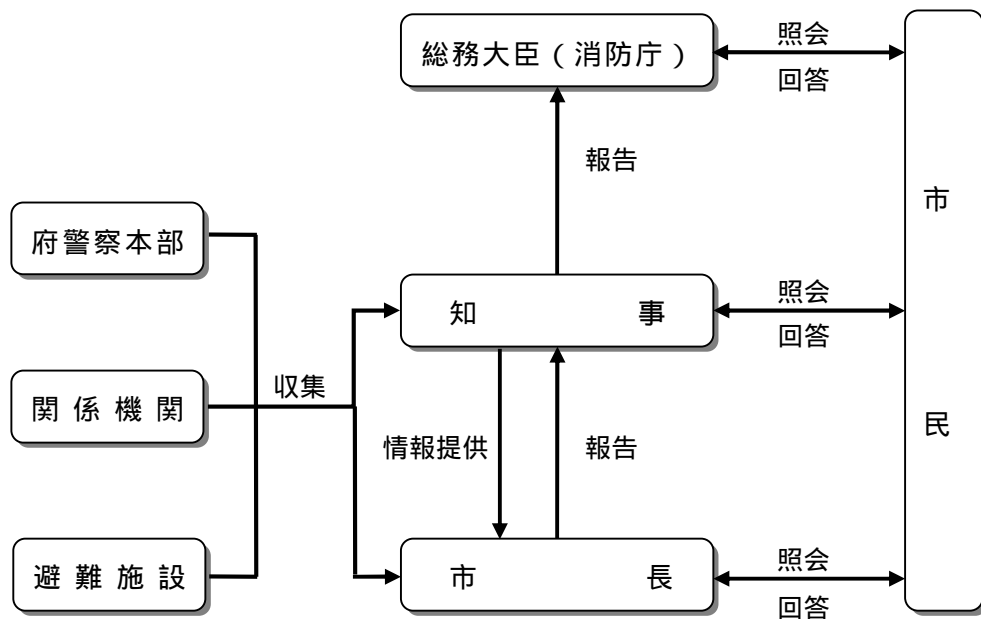 総務大臣（消防庁）
照会
回答
報告
市民
府警察本部
知事
照会
回答
関係機関
収集
情報提供
報告
避難施設
市長
照会
回答